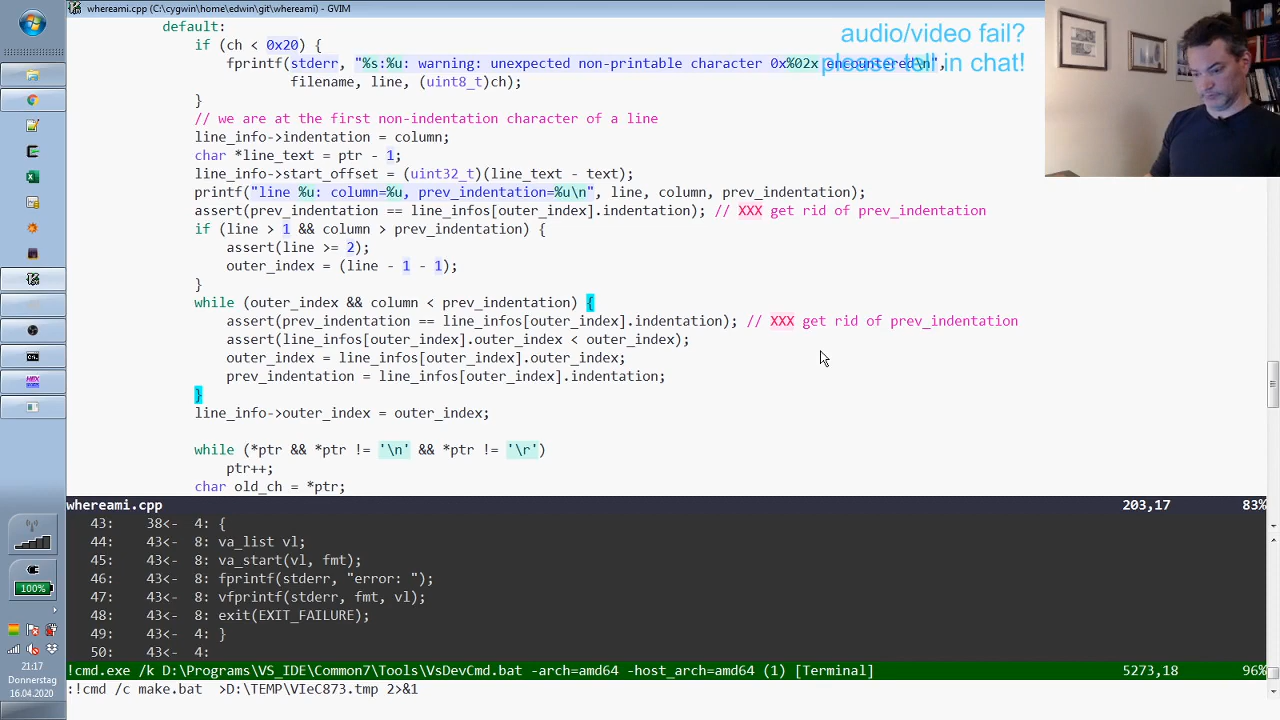 whereami.cpp (C:\cygwin\home\edwin\git\whereami) - GVIM
audio/video fail?
please tell in chat!
default:
if (ch < 0x20) {
fprintf(stderr, "%s:%u: warning: unexpected non-printable character 0x%02x encountered\n",
filename, line, (uint8_t)ch);
}
// we are at the first non-indentation character of a line
line_info->indentation = column;
char *line_text = ptr - 1;
line_info->start_offset = (uint32_t)(line_text - text);
printf("line %u: column=%u, prev_indentation=%u\n", line, column, prev_indentation);
assert(prev_indentation == line_infos[outer_index].indentation); // XXX get rid of prev_indentation
if (line > 1 && column > prev_indentation) {
assert(line >= 2);
outer_index = (line - 1 - 1);
}
while (outer_index && column < prev_indentation) {
assert(prev_indentation == line_infos[outer_index].indentation); // XXX get rid of prev_indentation
assert(line_infos[outer_index].outer_index < outer_index);
outer_index = line_infos[outer_index].outer_index;
prev_indentation = line_infos[outer_index].indentation;
}
line_info->outer_index = outer_index;
while (*ptr && *ptr != '\n' && *ptr != '\r')
ptr++;
char old_ch = *ptr;
whereami.cpp 203,17 83%
43: 38<- 4: {
44: 43<- 8: va_list vl;
45: 43<- 8: va_start(vl, fmt);
46: 43<- 8: fprintf(stderr, "error: ");
47: 43<- 8: vfprintf(stderr, fmt, vl);
48: 43<- 8: exit(EXIT_FAILURE);
49: 43<- 4: }
50: 43<- 4:
!cmd.exe /k D:\Programs\VS_IDE\Common7\Tools\VsDevCmd.bat -arch=amd64 -host_arch=amd64 (1) [Terminal] 5273,18 96%
:!cmd /c make.bat >D:\TEMP\VIeC873.tmp 2>&1
100%
21:17
Donnerstag
16.04.2020